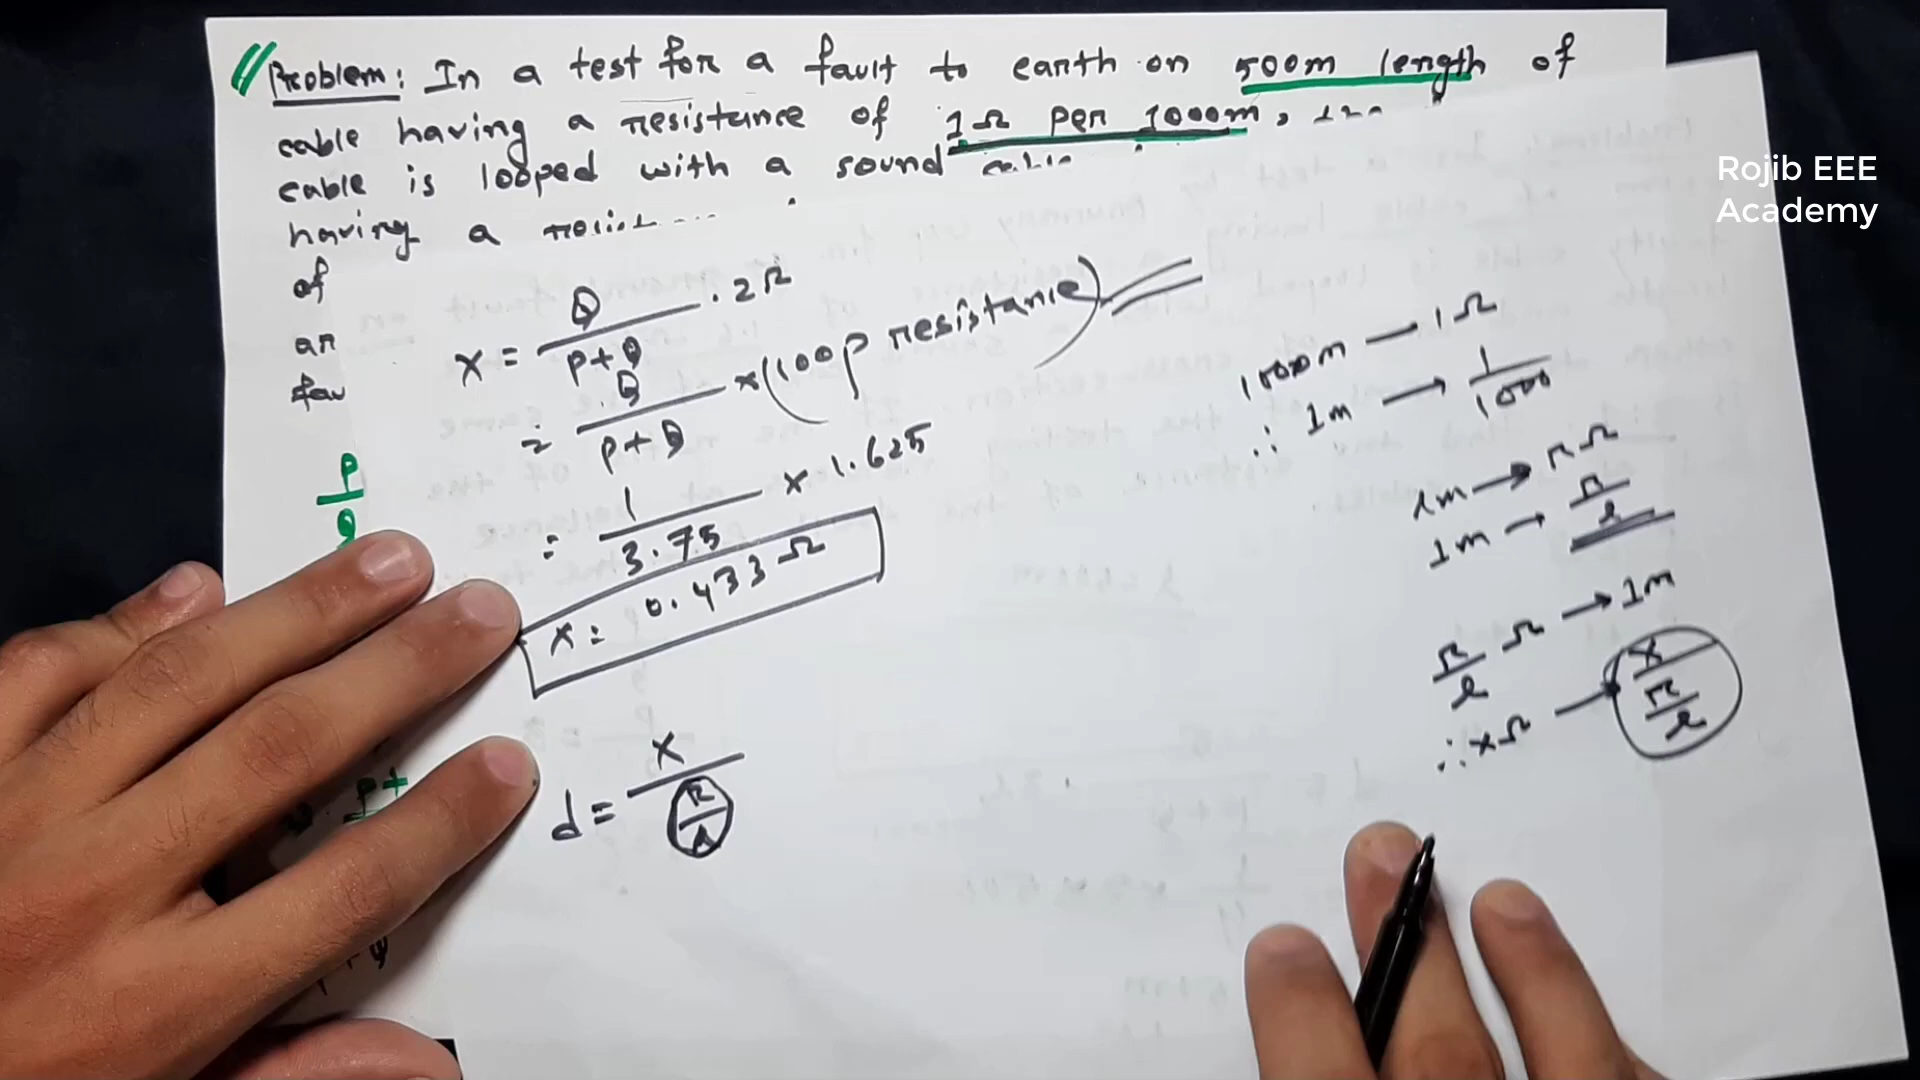 Problem: In a test for a fault to earth on 500m length of
cable having a resistance of 1Ω per 1000m,
cable is looped with a sound
having a
of
an
fau
Rojib EEE
Academy
P
Q
x = Q / P+Q . 2Ω
= Q / P+Q × (loop resistance)
= 1 / 3.75 × 1.625
x = 0.433 Ω
d = x / (R/l)
1000m → 1Ω
∴ 1m → 1/1000
lm → RΩ
1m → R/l
R/l Ω → 1m
∴ xΩ → x / (R/l)
P+